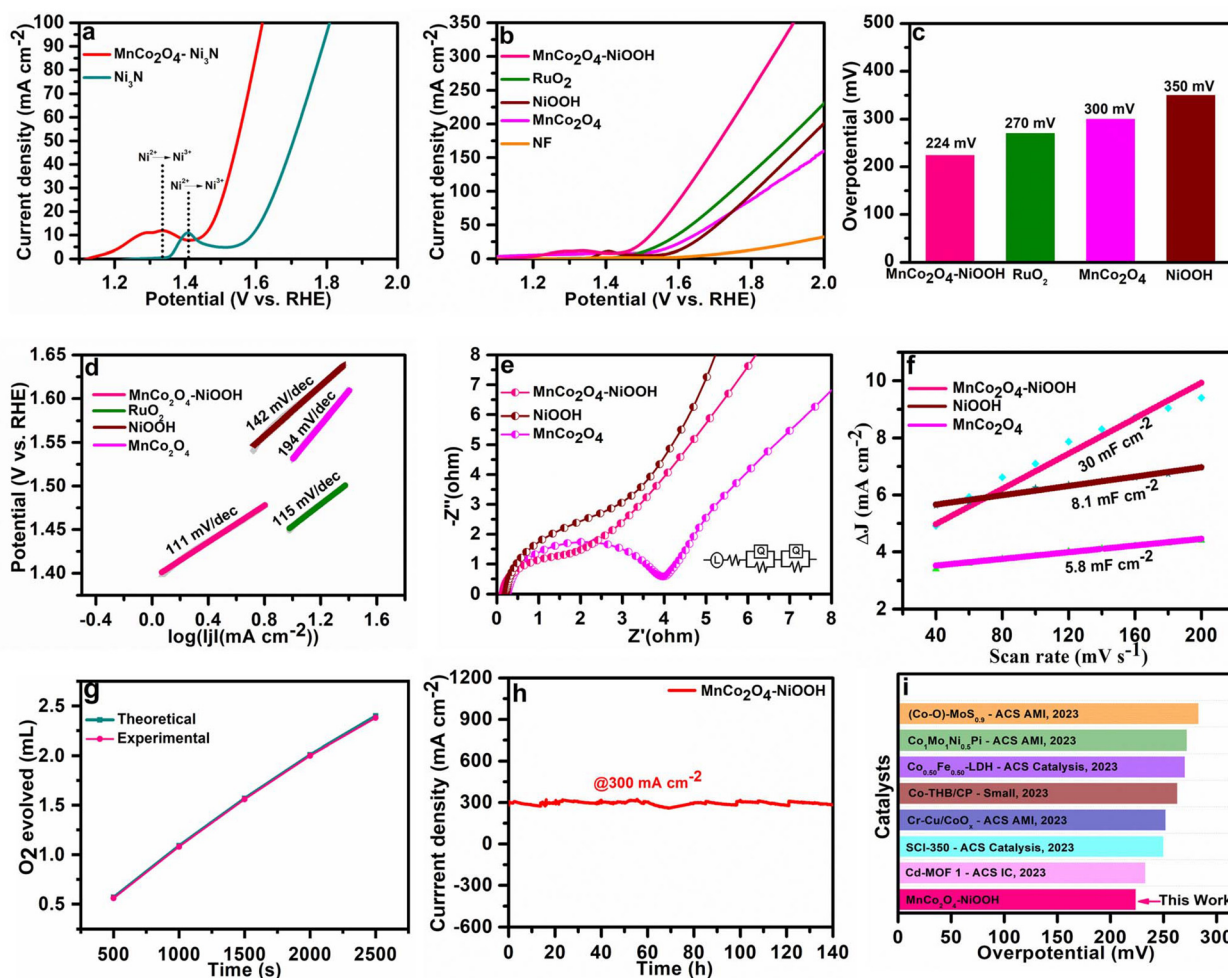 a
MnCo₂O₄- Ni₃N
Ni₃N
Ni²⁺ → Ni³⁺
Ni²⁺ → Ni³⁺
Current density (mA cm⁻²)
100
90
80
70
60
50
40
30
20
10
0
1.2 1.4 1.6 1.8 2.0
Potential (V vs. RHE)
b
MnCo₂O₄-NiOOH
RuO₂
NiOOH
MnCo₂O₄
NF
Current density (mA cm⁻²)
350
300
250
200
150
100
50
0
1.2 1.4 1.6 1.8 2.0
Potential (V vs. RHE)
c
Overpotential (mV)
500
400
300
200
100
0
224 mV
270 mV
300 mV
350 mV
MnCo₂O₄-NiOOH RuO₂ MnCo₂O₄ NiOOH
d
MnCo₂O₄-NiOOH
RuO₂
NiOOH
MnCo₂O₄
142 mV/dec
194 mV/dec
111 mV/dec
115 mV/dec
Potential (V vs. RHE)
1.65
1.60
1.55
1.50
1.45
1.40
-0.4 0.0 0.4 0.8 1.2 1.6
log(IjI(mA cm⁻²))
e
MnCo₂O₄-NiOOH
NiOOH
MnCo₂O₄
L Q Q
-Z''(ohm)
8
7
6
5
4
3
2
1
0
0 1 2 3 4 5 6 7 8
Z'(ohm)
f
MnCo₂O₄-NiOOH
NiOOH
MnCo₂O₄
30 mF cm⁻²
8.1 mF cm⁻²
5.8 mF cm⁻²
ΔJ (mA cm⁻²)
10
8
6
4
2
40 80 120 160 200
Scan rate (mV s⁻¹)
g
Theoretical
Experimental
O2 evolved (mL)
2.5
2.0
1.5
1.0
0.5
500 1000 1500 2000 2500
Time (s)
h
MnCo₂O₄-NiOOH
@300 mA cm⁻²
Currrent density (mA cm⁻²)
1200
900
600
300
0
-300
-600
0 20 40 60 80 100 120 140
Time (h)
i
(Co-O)-MoS₀.₉ - ACS AMI, 2023
Co₁Mo₁Ni₀.₅Pi - ACS AMI, 2023
Co₀.₅₀Fe₀.₅₀-LDH - ACS Catalysis, 2023
Co-THB/CP - Small, 2023
Cr-Cu/CoOₓ - ACS AMI, 2023
SCI-350 - ACS Catalysis, 2023
Cd-MOF 1 - ACS IC, 2023
MnCo₂O₄-NiOOH
This Work
Catalysts
0 50 100 150 200 250 300
Overpotential (mV)